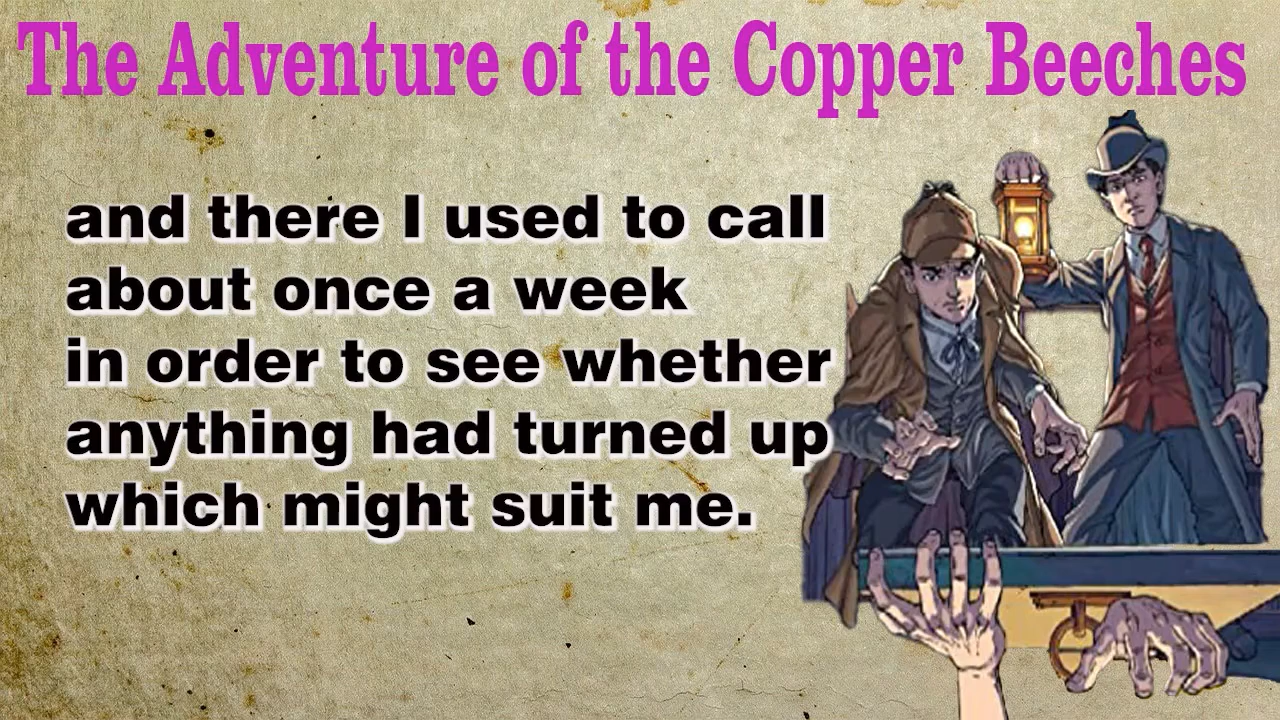 The Adventure of the Copper Beeches
and there I used to call
about once a week
in order to see whether
anything had turned up
which might suit me.